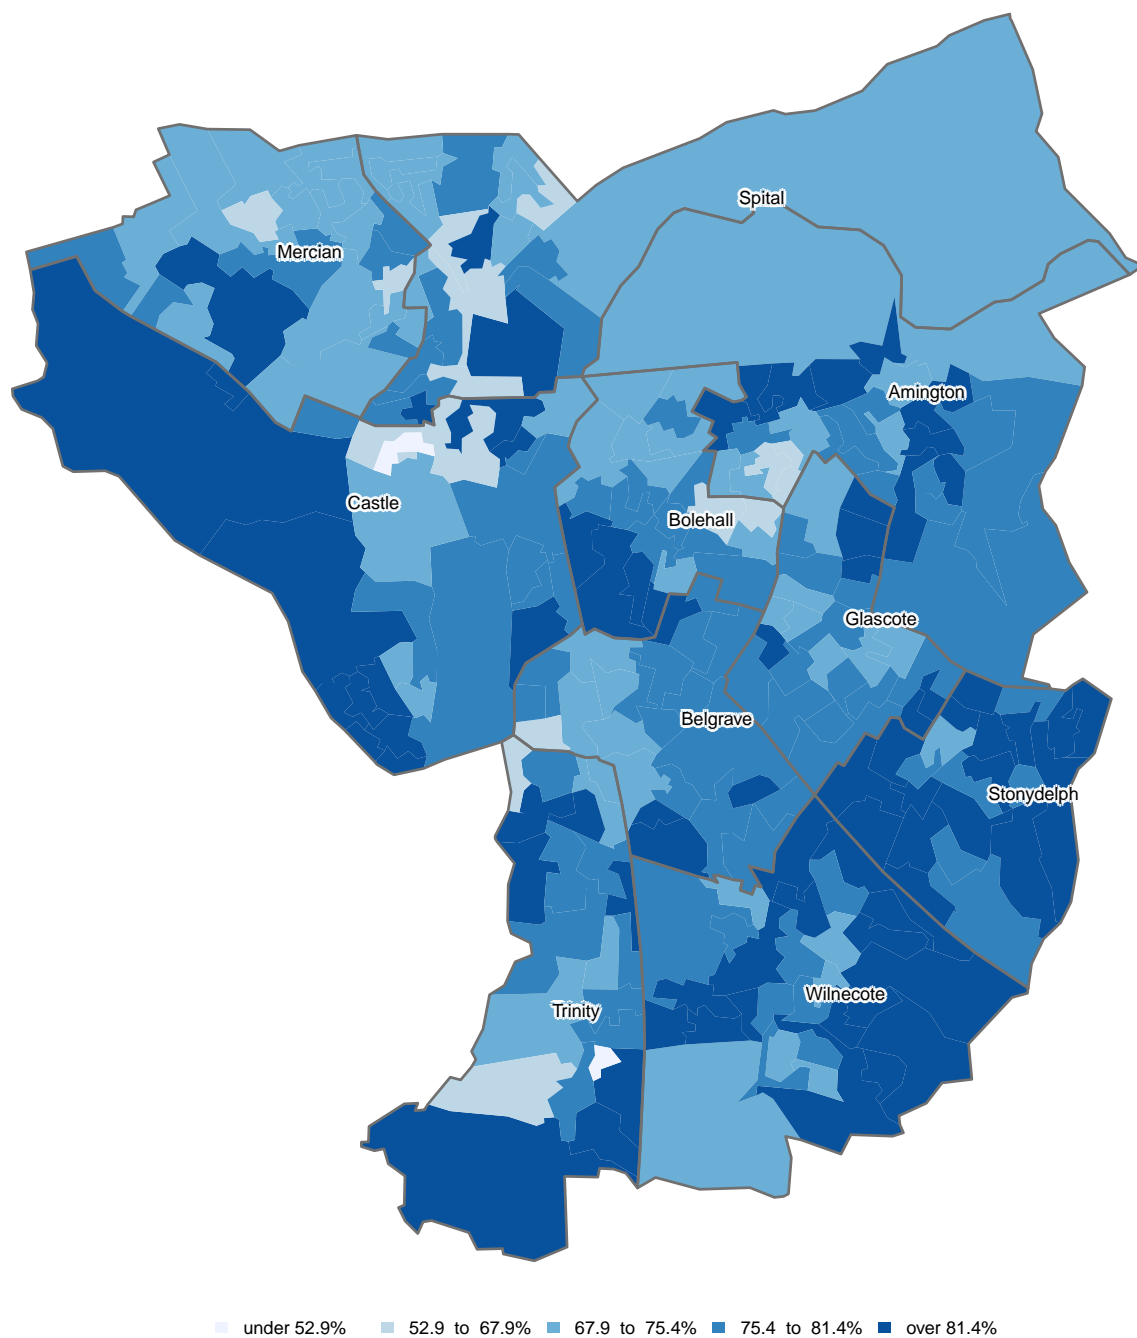 Spital
Mercian
Amington
Castle
Bolehall
Glascote
Belgrave
Stonydelph
Wilnecote
Trinity
under 52.9% 52.9 to 67.9% 67.9 to 75.4% 75.4 to 81.4% over 81.4%